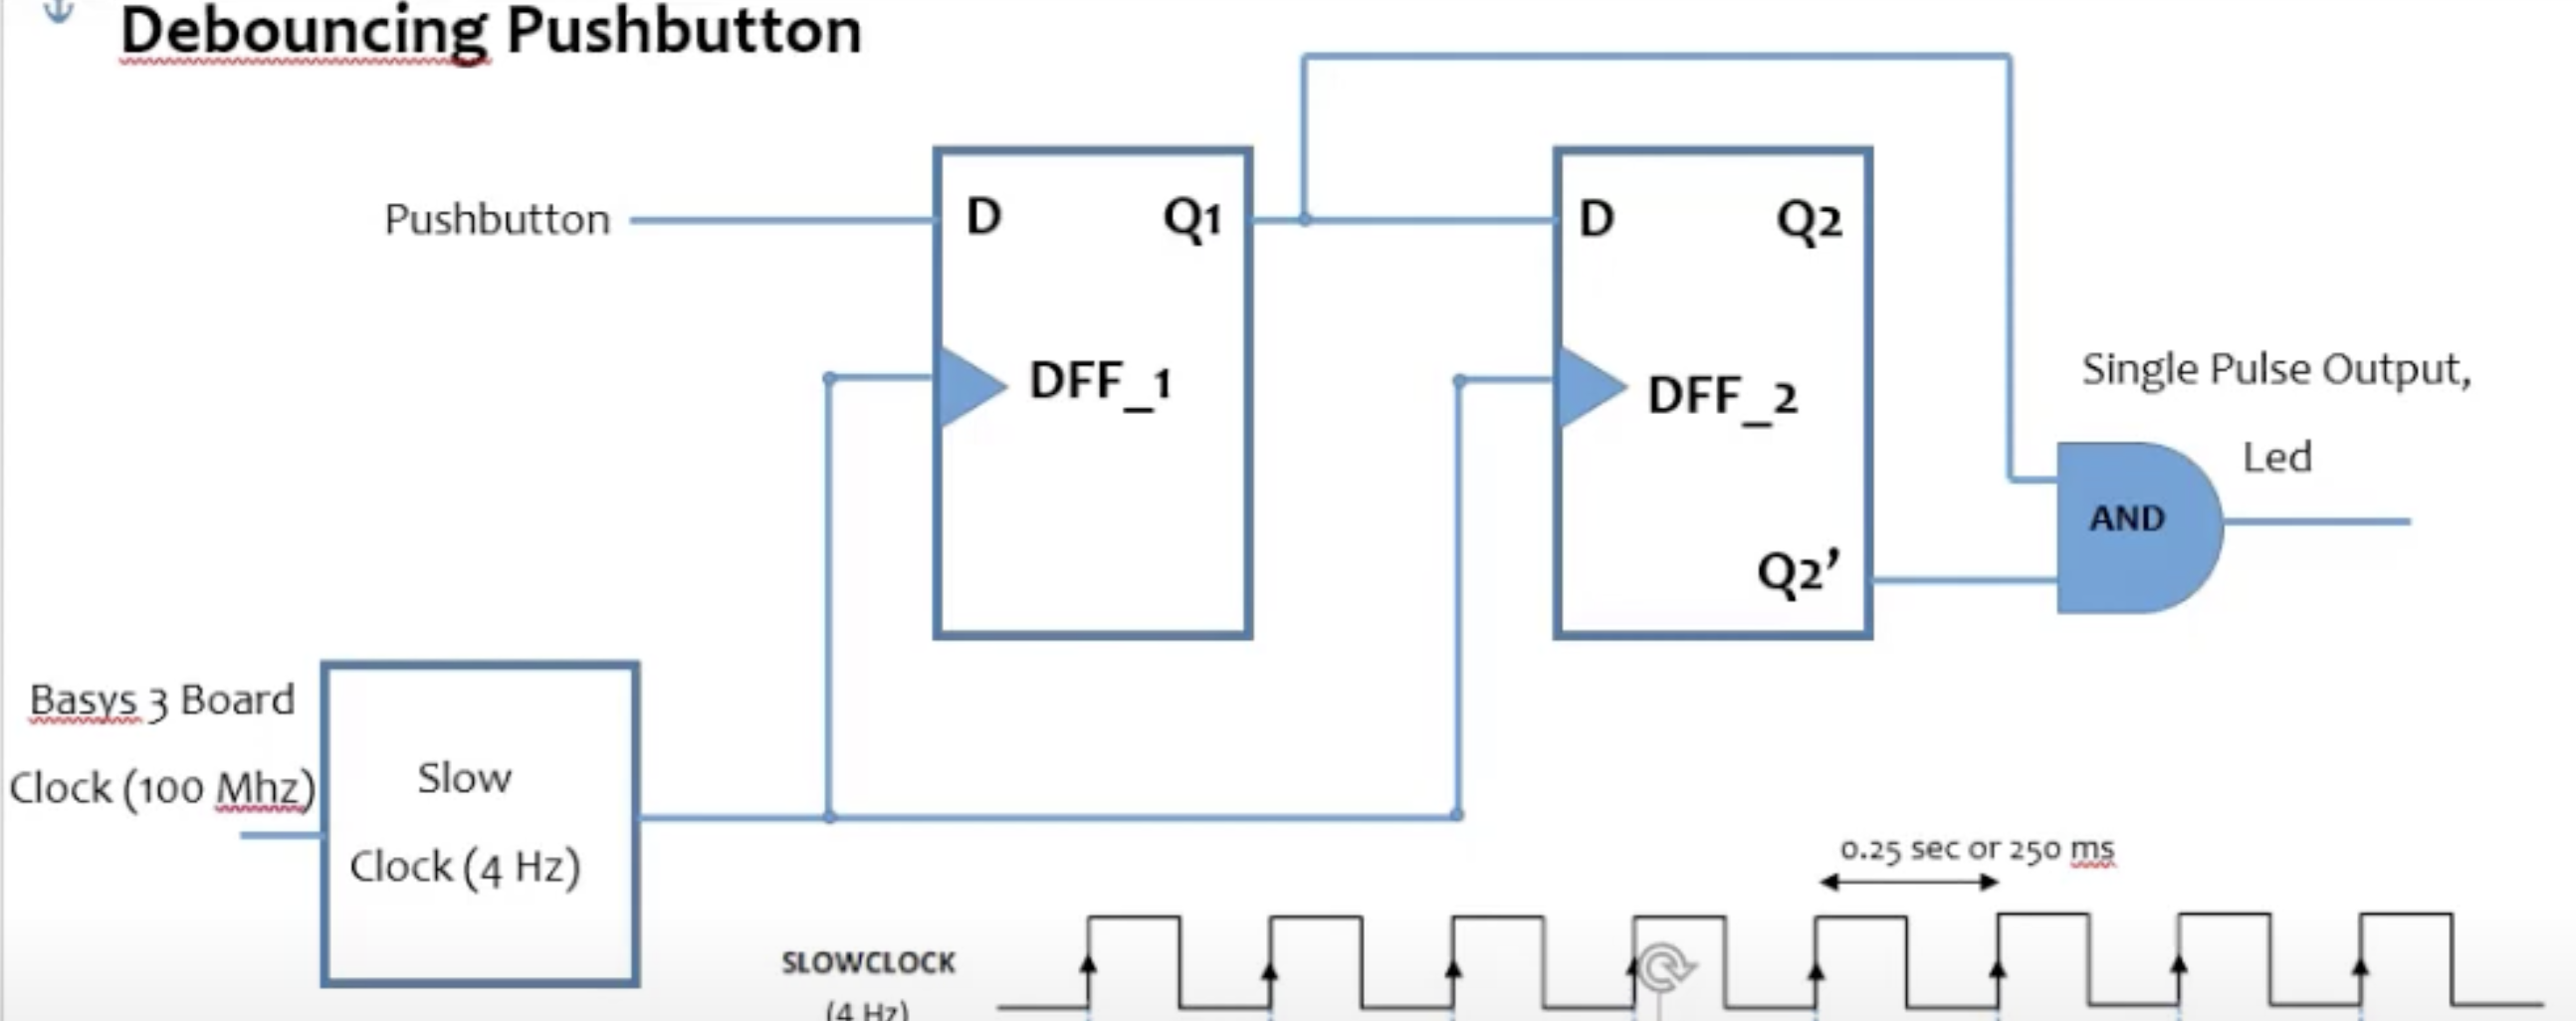 Debouncing Pushbutton
Pushbutton
D
Q1
DFF_1
D
Q2
DFF_2
Q2’
Single Pulse Output,
Led
AND
Basys 3 Board
Clock (100 Mhz)
Slow
Clock (4 Hz)
0.25 sec or 250 ms
SLOWCLOCK
(4 Hz)